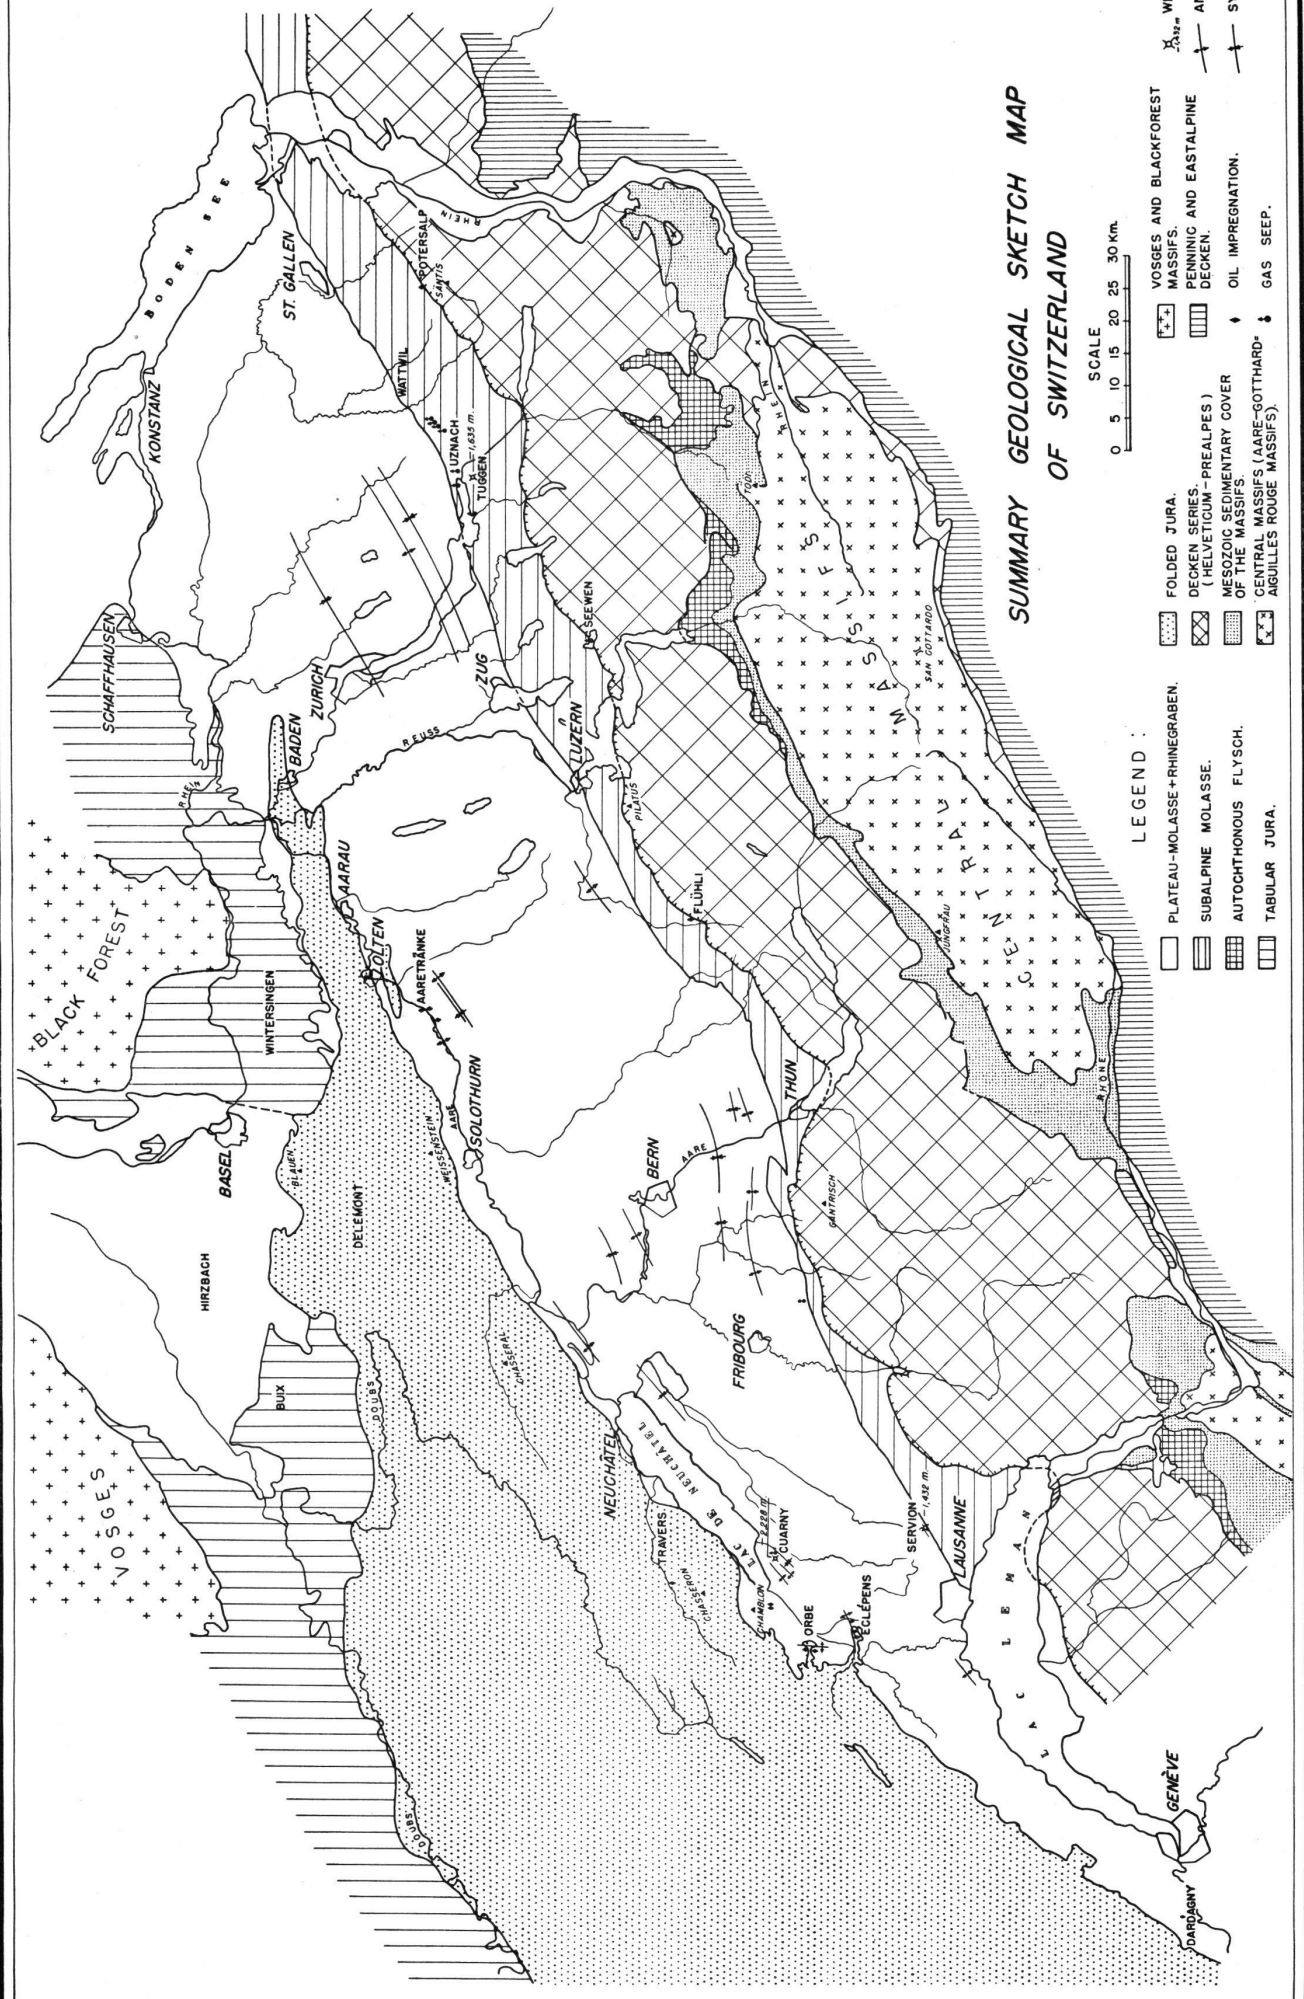 SUMMARY GEOLOGICAL SKETCH MAP
OF SWITZERLAND
SCALE
0 5 10 15 20 25 30 Km.
LEGEND :
PLATEAU-MOLASSE + RHINEGRABEN.
SUBALPINE MOLASSE.
AUTOCHTHONOUS FLYSCH.
TABULAR JURA.
FOLDED JURA.
DECKEN SERIES.
(HELVETICUM-PREALPES)
MESOZOIC SEDIMENTARY COVER
OF THE MASSIFS.
CENTRAL MASSIFS (AARE-GOTTHARD=
AIGUILLES ROUGE MASSIFS).
VOSGES AND BLACKFOREST
MASSIFS.
PENNINIC AND EASTALPINE
DECKEN.
OIL IMPREGNATION.
GAS SEEP.
VOSGES
BLACK FOREST
SCHAFFHAUSEN
KONSTANZ
BODEN SEE
ST. GALLEN
HIRZBACH
BASEL
WINTERSINGEN
RHEIN
BADEN
ZURICH
WATTWIL
POTERSALP
SÄNTIS
RHEIN
BUIX
BLAUEN
DELEMONT
DOUBS
DOUBS
OLTEN
AARAU
AARETRÄNKE
REUSS
ZUG
UZNACH
-1,635 m.
TUGGEN
WEISSENSTEIN
AARE
SOLOTHURN
LUZERN
SEEWEN
CHASSERAL
PILATUS
FLÜHLI
NEUCHÂTEL
LAC DE NEUCHÂTEL
BERN
AARE
THUN
TRAVERS
CHASSERON
FRIBOURG
GANTRISCH
TÖDI
RHEIN
CENTRAL MASSIFS
SAN GOTTARDO
JUNGFRAU
CHAMBLON
-2,228 m.
CUARNY
ORBE
ECLÉPENS
SERVION
-1,432 m.
LAUSANNE
LAC LEMAN
RHONE
GENÈVE
DARDAGNY